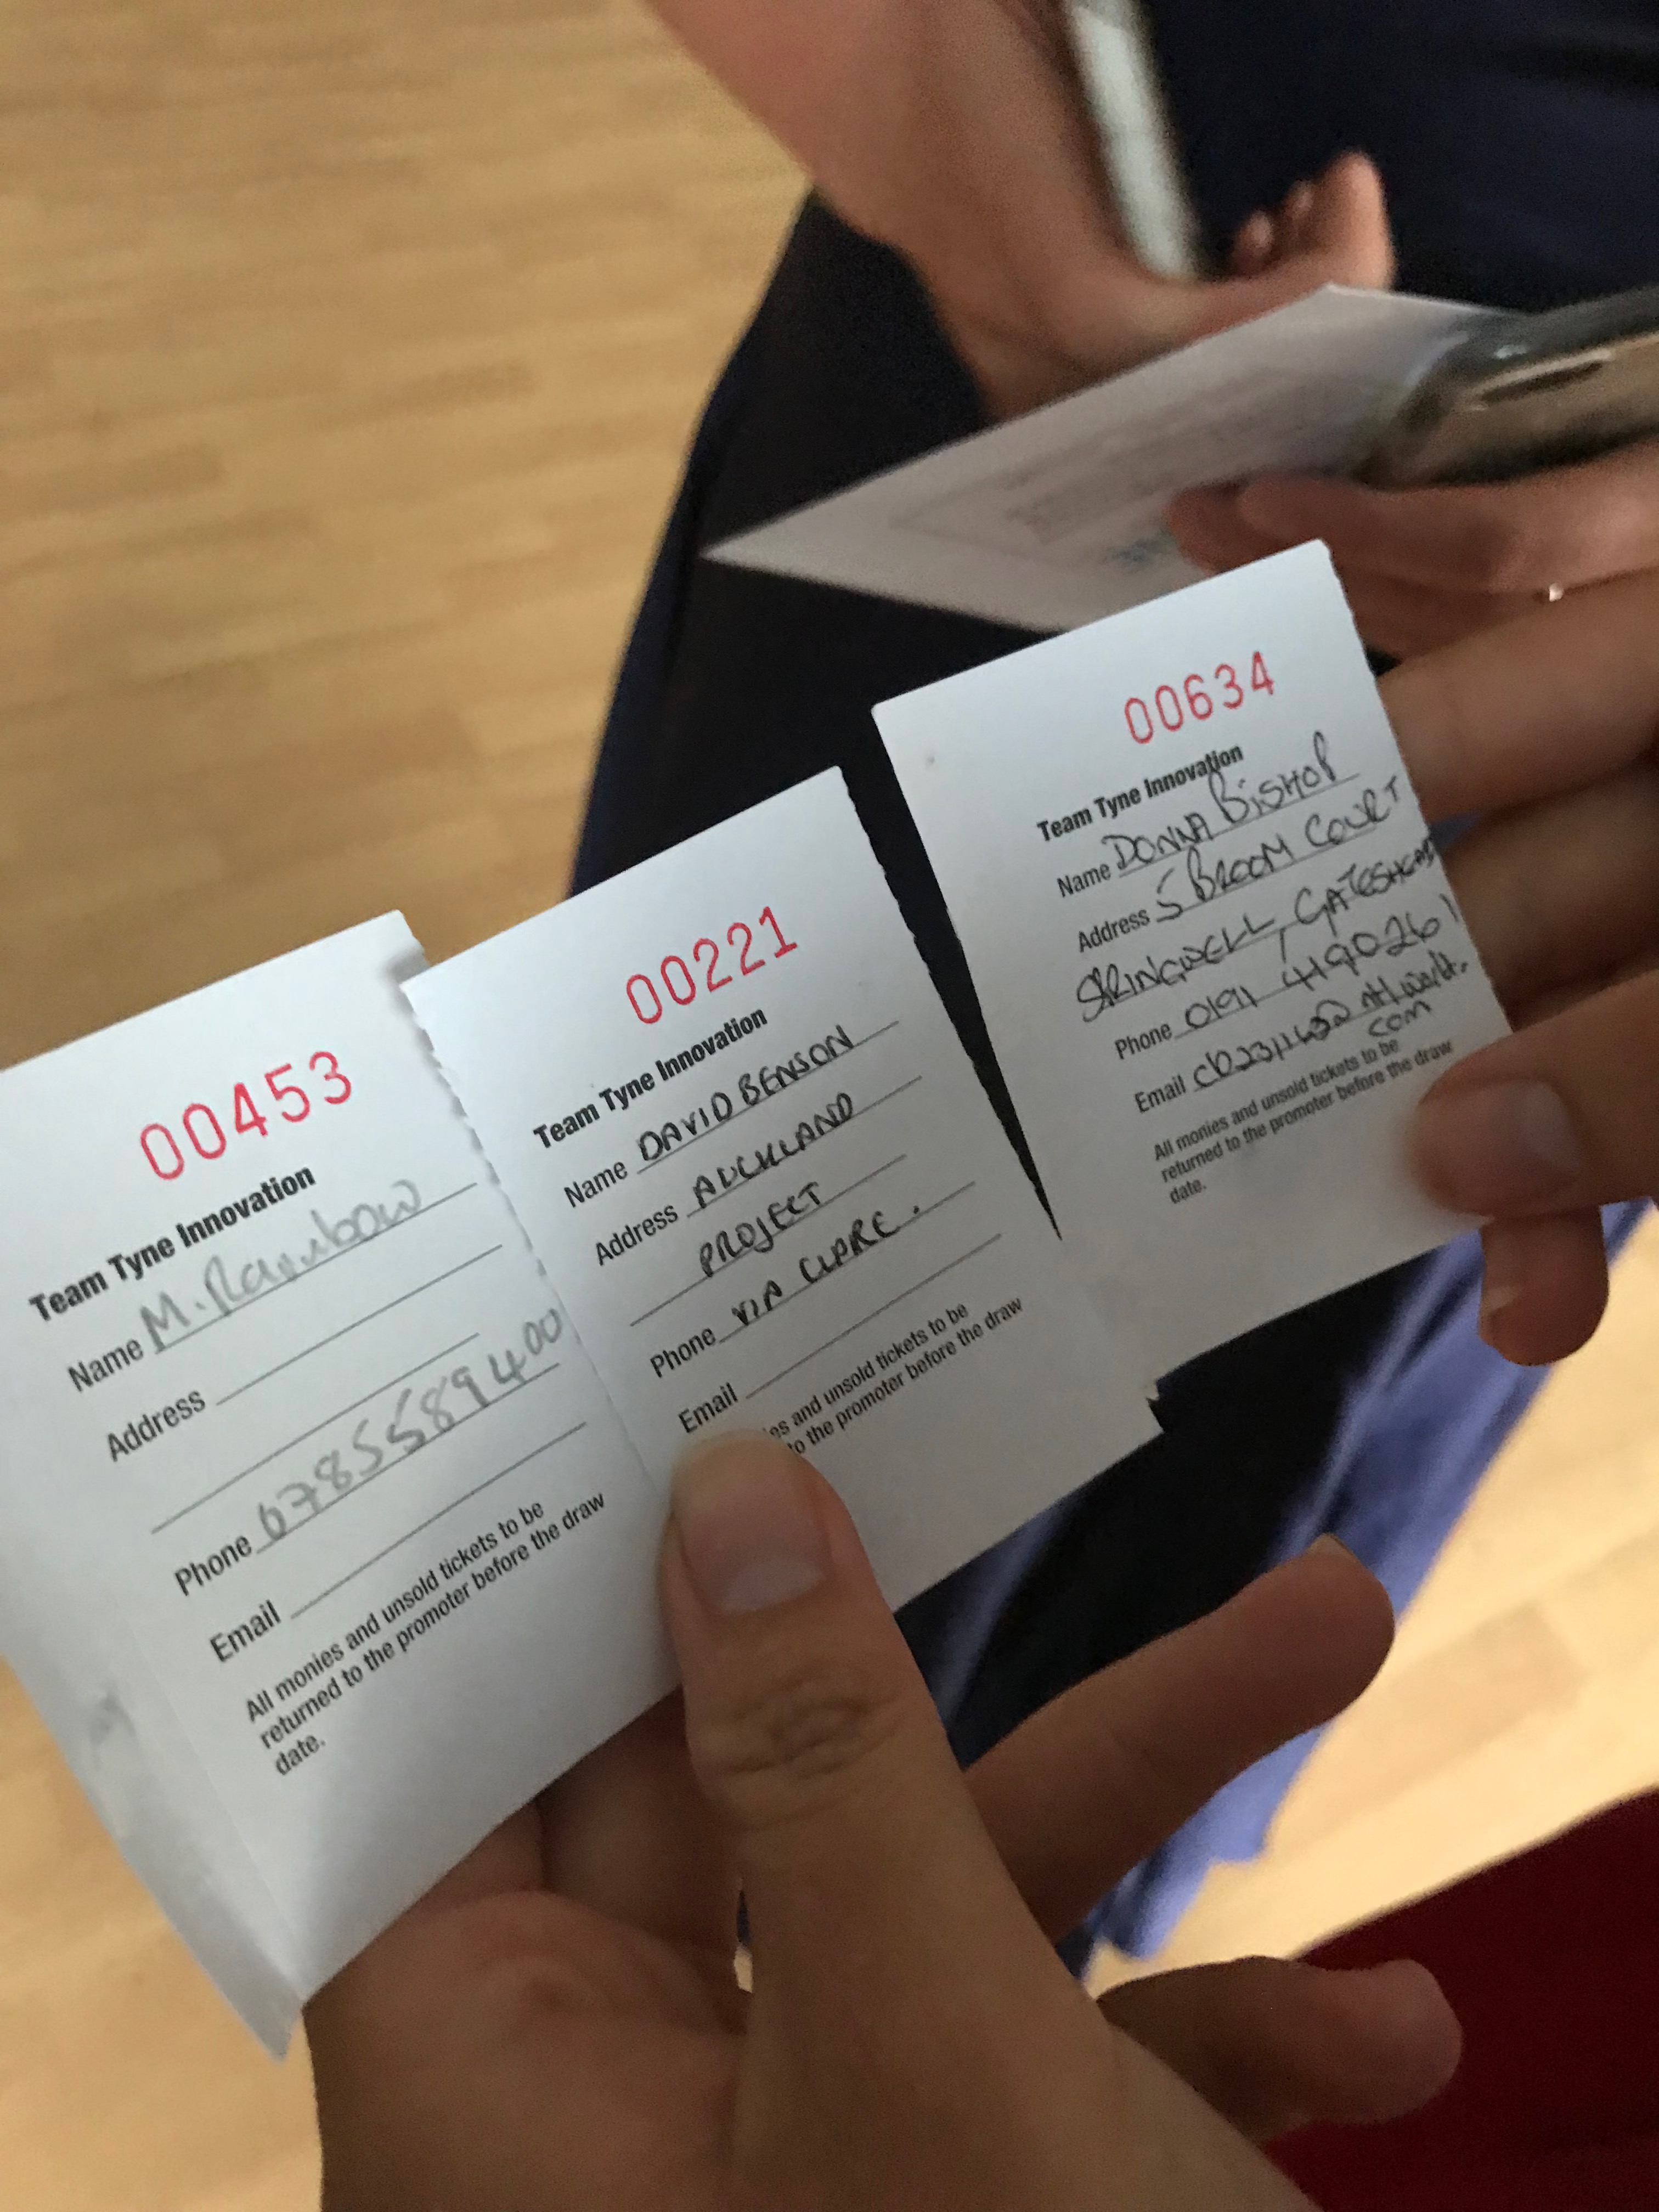 00453
Team Tyne Innovation
Name M. Rainbow
Address
Phone 07855689400
Email
All monies and unsold tickets to be
returned to the promoter before the draw
date.
00221
Team Tyne Innovation
Name DAVID BENSON
Address AUCKLAND
PROJECT
Phone VIA CLARE.
Email
ies and unsold tickets to be
to the promoter before the draw
00634
Team Tyne Innovation
Name DONNA BISHOP
Address 5 BROOM COURT
SPRINGWELL, GATESHEAD
Phone 0191 4190261
Email
com
All monies and unsold tickets to be
returned to the promoter before the draw
date.